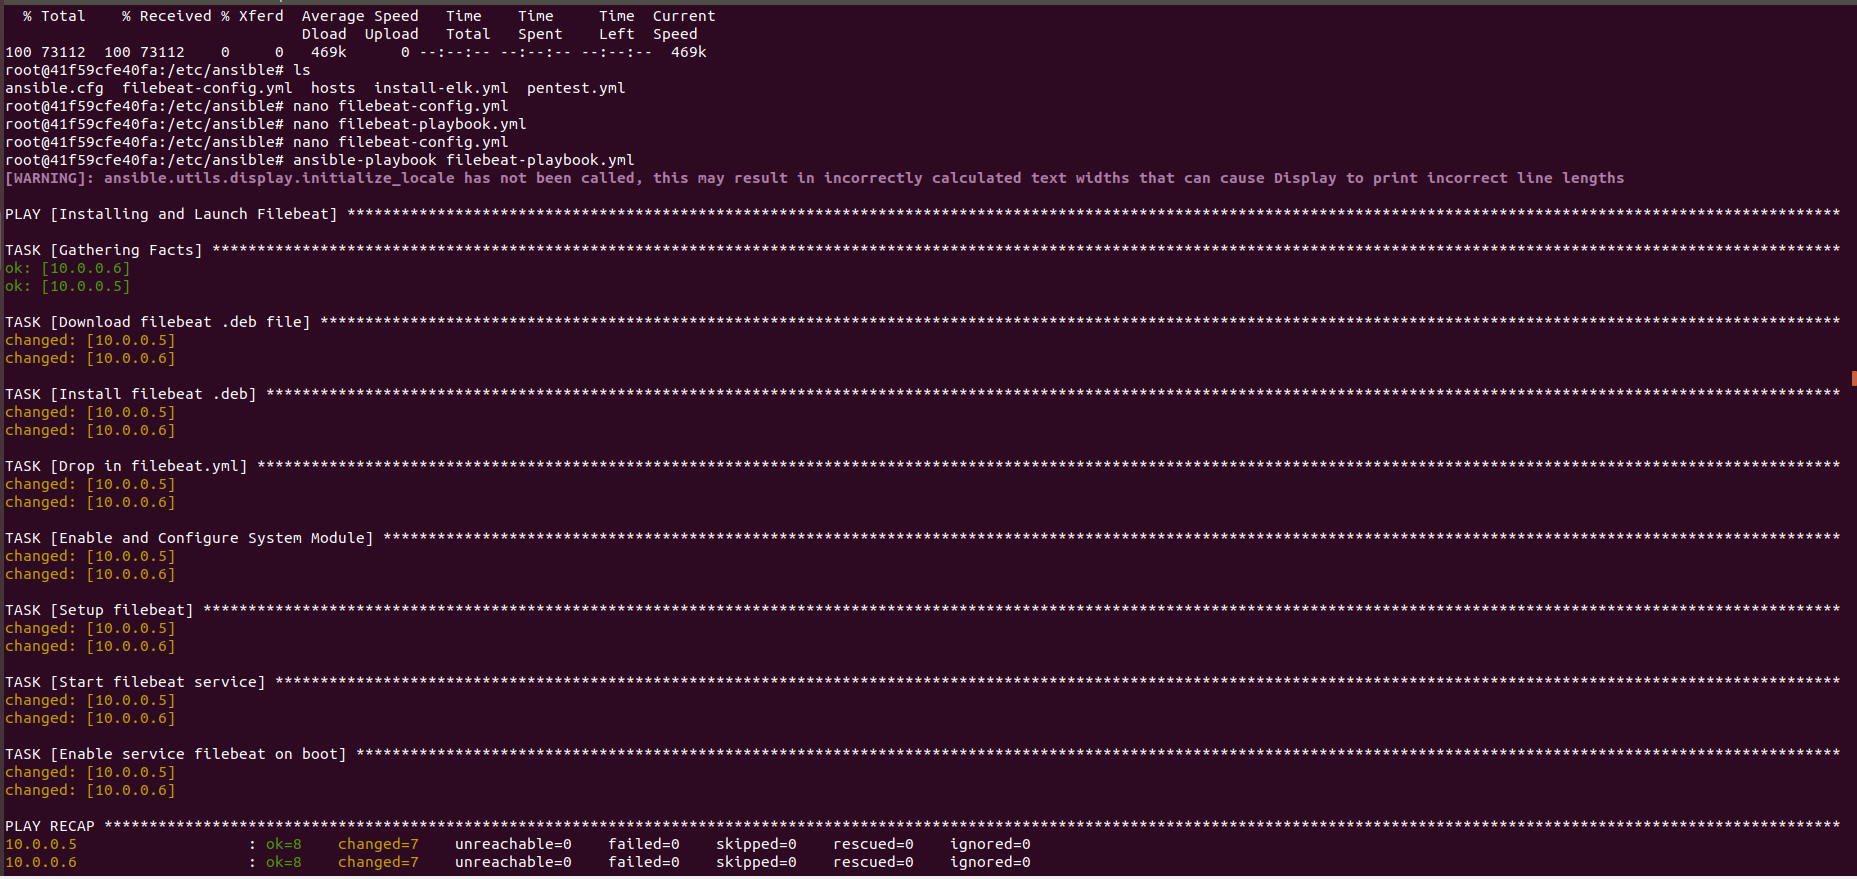 % Total % Received % Xferd Average Speed Time Time Time Current
Dload Upload Total Spent Left Speed
100 73112 100 73112 0 0 469k 0 --:--:-- --:--:-- --:--:-- 469k
root@41f59cfe40fa:/etc/ansible# ls
ansible.cfg filebeat-config.yml hosts install-elk.yml pentest.yml
root@41f59cfe40fa:/etc/ansible# nano filebeat-config.yml
root@41f59cfe40fa:/etc/ansible# nano filebeat-playbook.yml
root@41f59cfe40fa:/etc/ansible# nano filebeat-config.yml
root@41f59cfe40fa:/etc/ansible# ansible-playbook filebeat-playbook.yml
[WARNING]: ansible.utils.display.initialize_locale has not been called, this may result in incorrectly calculated text widths that can cause Display to print incorrect line lengths
PLAY [Installing and Launch Filebeat] **********************************************************************************************************************************************************************
TASK [Gathering Facts] *************************************************************************************************************************************************************************************
ok: [10.0.0.6]
ok: [10.0.0.5]
TASK [Download filebeat .deb file] *************************************************************************************************************************************************************************
changed: [10.0.0.5]
changed: [10.0.0.6]
TASK [Install filebeat .deb] *******************************************************************************************************************************************************************************
changed: [10.0.0.5]
changed: [10.0.0.6]
TASK [Drop in filebeat.yml] ********************************************************************************************************************************************************************************
changed: [10.0.0.5]
changed: [10.0.0.6]
TASK [Enable and Configure System Module] ******************************************************************************************************************************************************************
changed: [10.0.0.5]
changed: [10.0.0.6]
TASK [Setup filebeat] **************************************************************************************************************************************************************************************
changed: [10.0.0.5]
changed: [10.0.0.6]
TASK [Start filebeat service] ******************************************************************************************************************************************************************************
changed: [10.0.0.5]
changed: [10.0.0.6]
TASK [Enable service filebeat on boot] *********************************************************************************************************************************************************************
changed: [10.0.0.5]
changed: [10.0.0.6]
PLAY RECAP *************************************************************************************************************************************************************************************************
10.0.0.5 : ok=8 changed=7 unreachable=0 failed=0 skipped=0 rescued=0 ignored=0
10.0.0.6 : ok=8 changed=7 unreachable=0 failed=0 skipped=0 rescued=0 ignored=0